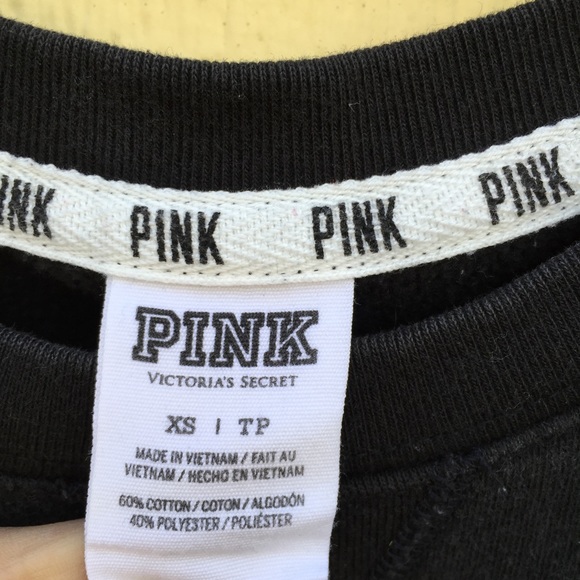 PINK PINK PINK PINK
PINK
VICTORIA'S SECRET
XS | TP
MADE IN VIETNAM / FAIT AU
VIETNAM / HECHO EN VIETNAM
60% COTTON / COTON / ALGODÓN
40% POLYESTER / POLIÉSTER